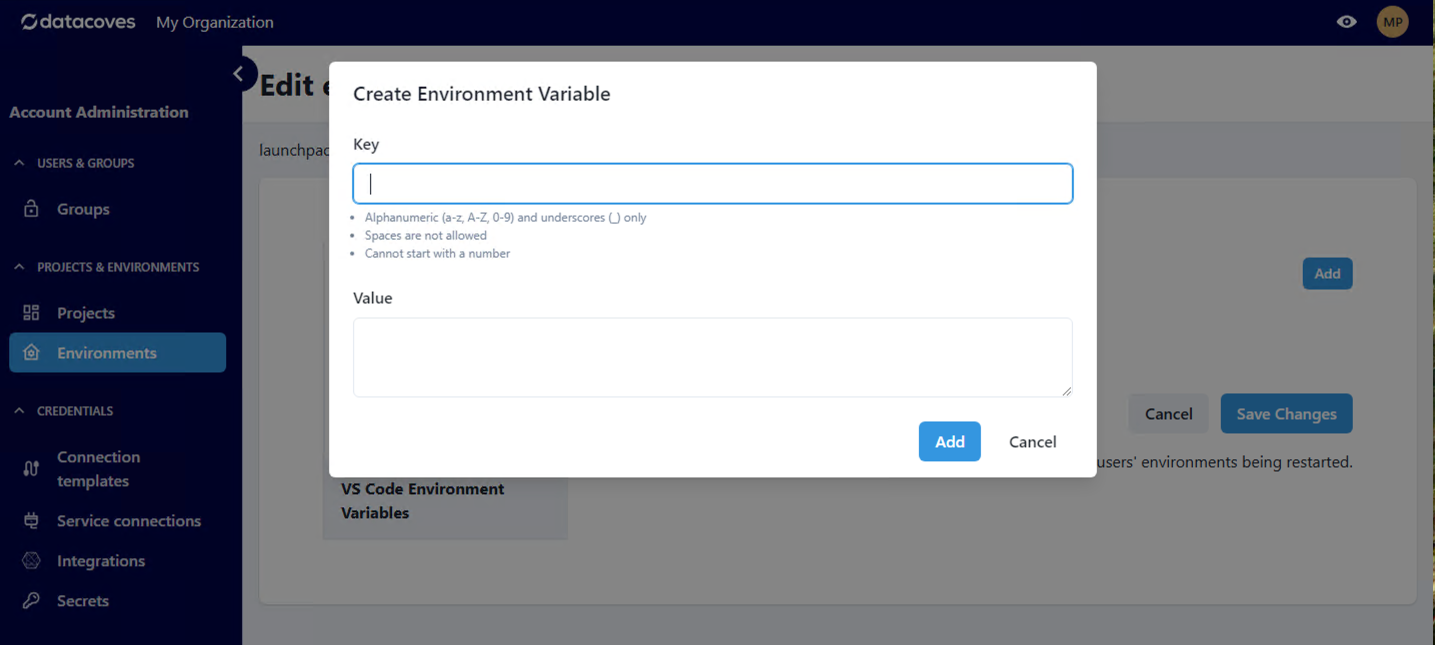 datacoves My Organization MP
Account Administration
USERS & GROUPS
Groups
PROJECTS & ENVIRONMENTS
Projects
Environments
CREDENTIALS
Connection
templates
Service connections
Integrations
Secrets
Edit
Create Environment Variable
Key
Alphanumeric (a-z, A-Z, 0-9) and underscores (_) only
Spaces are not allowed
Cannot start with a number
Value
Add Cancel
Add
Cancel Save Changes
users' environments being restarted.
VS Code Environment
Variables